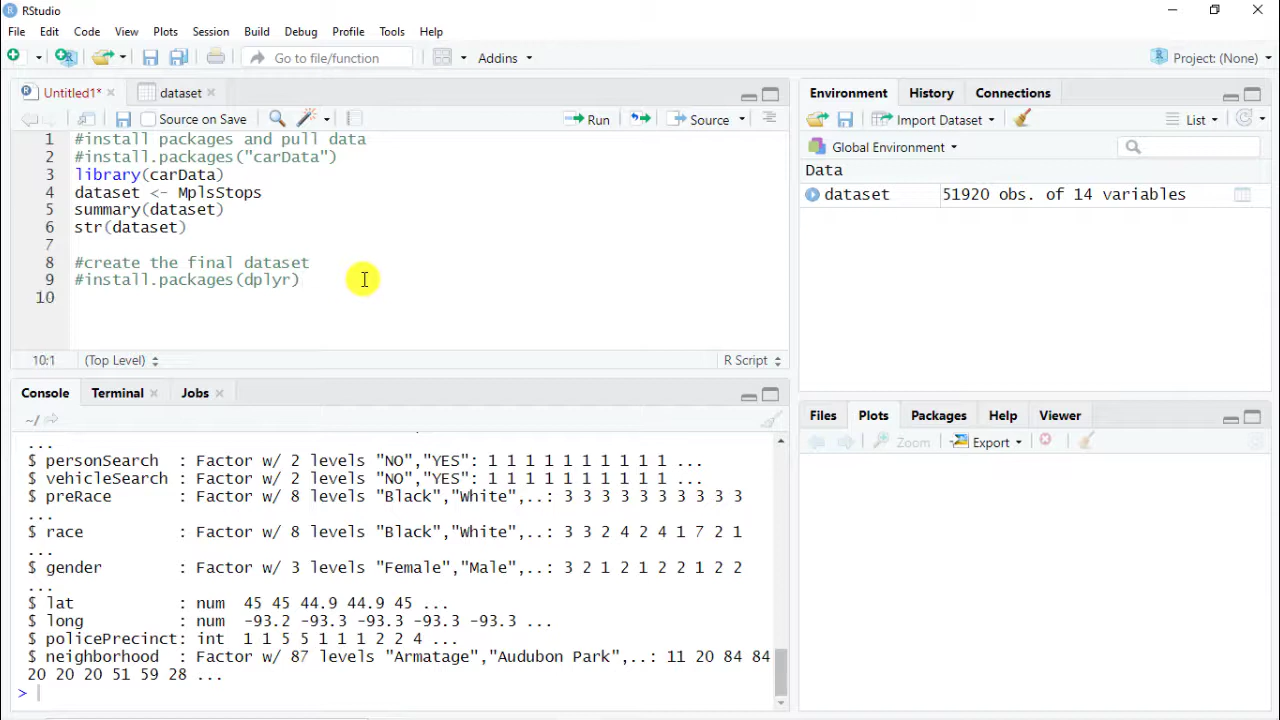 RStudio
File Edit Code View Plots Session Build Debug Profile Tools Help
Go to file/function Addins Project: (None)
Untitled1* dataset
Source on Save Run Source
1 #install packages and pull data
2 #install.packages("carData")
3 library(carData)
4 dataset <- MplsStops
5 summary(dataset)
6 str(dataset)
7
8 #create the final dataset
9 #install.packages(dplyr)
10
10:1 (Top Level) R Script
Console Terminal Jobs
~/
...
$ personSearch : Factor w/ 2 levels "NO","YES": 1 1 1 1 1 1 1 1 1 1 ...
$ vehicleSearch : Factor w/ 2 levels "NO","YES": 1 1 1 1 1 1 1 1 1 1 ...
$ preRace : Factor w/ 8 levels "Black","White",..: 3 3 3 3 3 3 3 3 3 3
...
$ race : Factor w/ 8 levels "Black","White",..: 3 3 2 4 2 4 1 7 2 1
...
$ gender : Factor w/ 3 levels "Female","Male",..: 3 2 1 2 1 2 2 1 2 2
...
$ lat : num 45 45 44.9 44.9 45 ...
$ long : num -93.2 -93.3 -93.3 -93.3 -93.3 ...
$ policePrecinct: int 1 1 5 5 1 1 1 2 2 4 ...
$ neighborhood : Factor w/ 87 levels "Armatage","Audubon Park",..: 11 20 84 84
20 20 20 51 59 28 ...
>
Environment History Connections
Import Dataset List
Global Environment
Data
dataset 51920 obs. of 14 variables
Files Plots Packages Help Viewer
Zoom Export